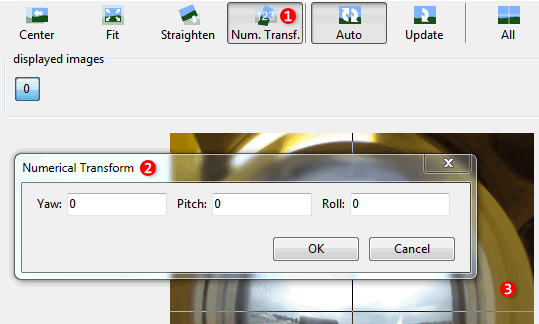 123 1
Center Fit Straighten Num. Transf. Auto Update All
displayed images
0
Numerical Transform 2 X
Yaw: 0 Pitch: 0 Roll: 0
OK Cancel
3